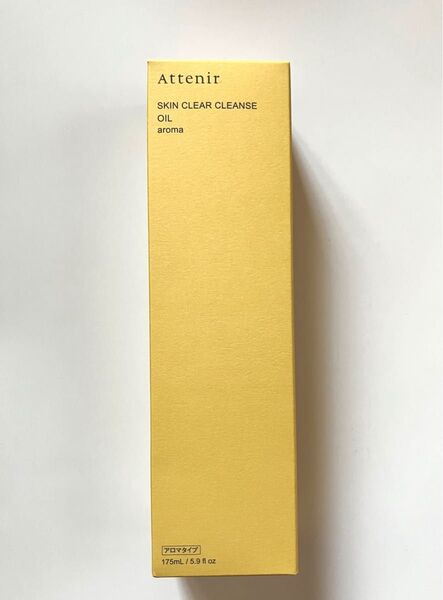 Attenir
SKIN CLEAR CLEANSE
OIL
aroma
アロマタイプ
175mL / 5.9 fl oz